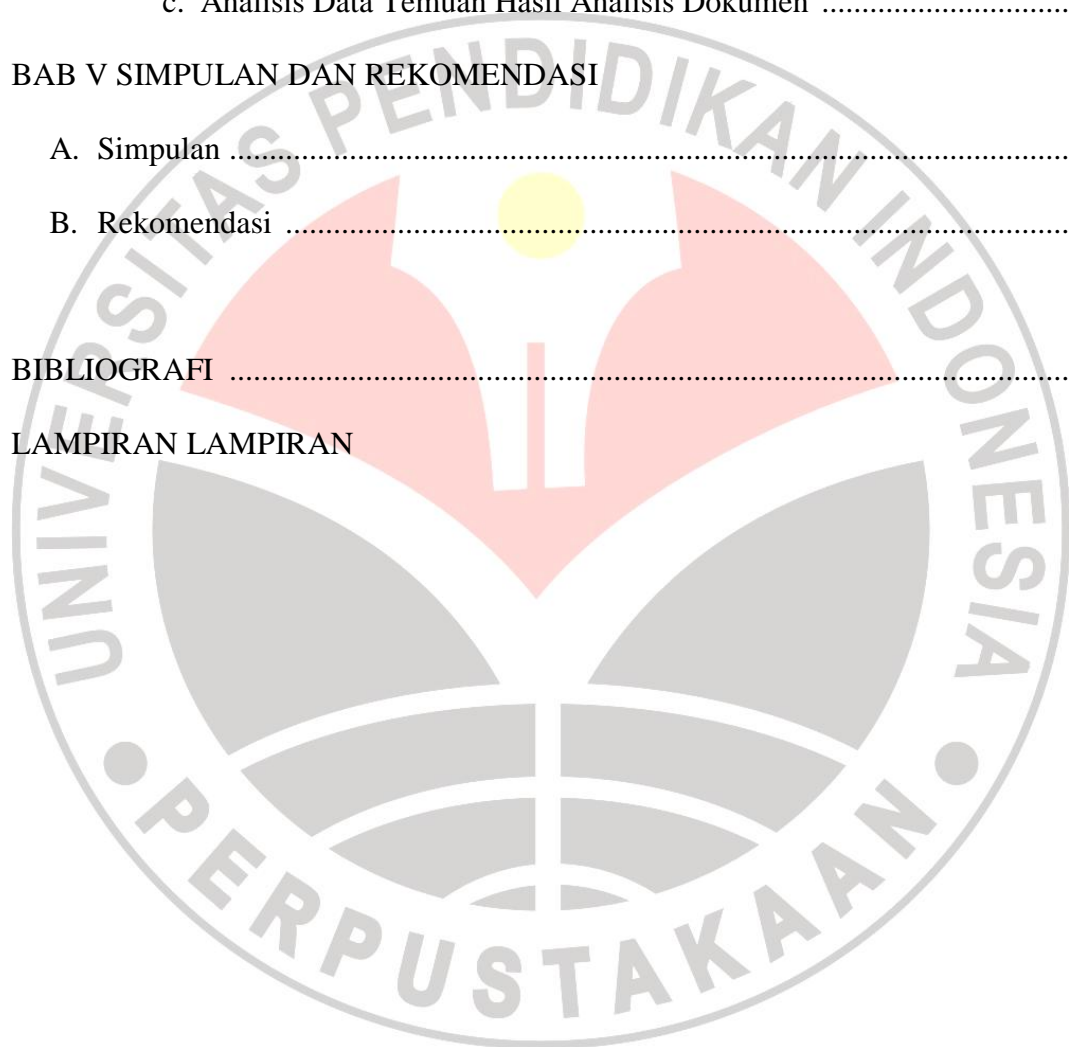 c. Analisis Data Temuan Hasil Analisis Dokumen ...............................
BAB V SIMPULAN DAN REKOMENDASI
A. Simpulan ........................................................................................................
B. Rekomendasi .................................................................................................
BIBLIOGRAFI ........................................................................................................
LAMPIRAN LAMPIRAN
UNIVERSITAS PENDIDIKAN INDONESIA
PERPUSTAKAAN